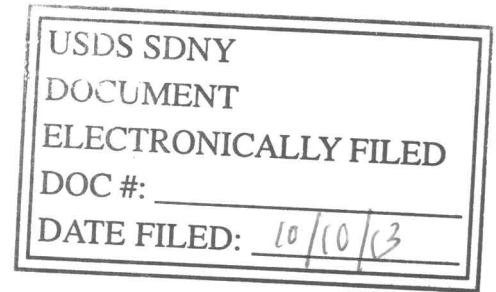 USDS SDNY
DOCUMENT
ELECTRONICALLY FILED
DOC #:
DATE FILED: 10/10/13